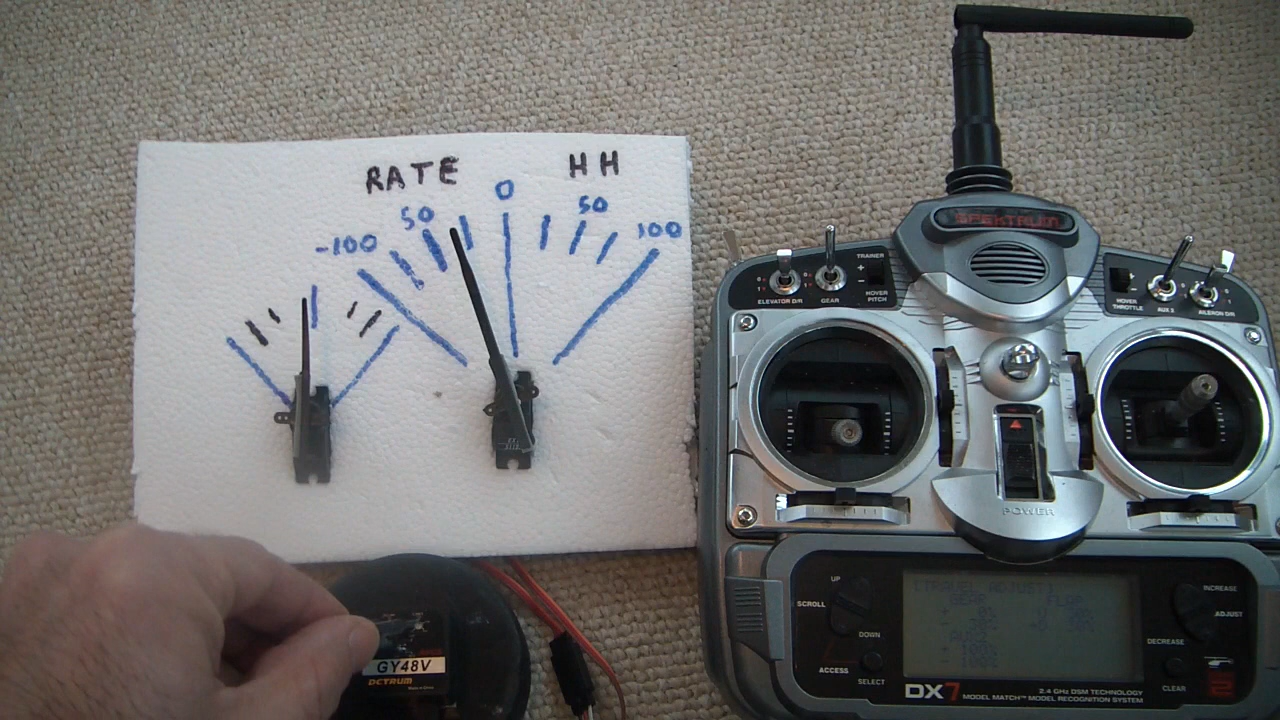 RATE
HH
0
50
50
-100
100
SPEKTRUM
TRAINER
+
-
HOVER
PITCH
ELEVATOR D/R
GEAR
HOVER
THROTTLE
AUX 2
AILERON D/R
POWER
UP
SCROLL
DOWN
ACCESS
SELECT
INCREASE
ADJUST
DECREASE
CLEAR
DX7
2.4 GHz DSM TECHNOLOGY
MODEL MATCH™ MODEL RECOGNITION SYSTEM
GY48V
DCTRUM